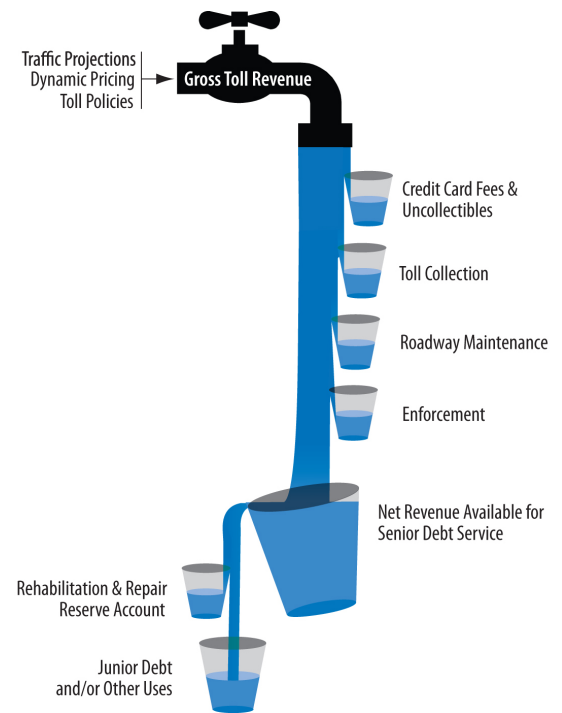 Traffic Projections
Dynamic Pricing
Toll Policies
Gross Toll Revenue
Credit Card Fees &
Uncollectibles
Toll Collection
Roadway Maintenance
Enforcement
Net Revenue Available for
Senior Debt Service
Rehabilitation & Repair
Reserve Account
Junior Debt
and/or Other Uses